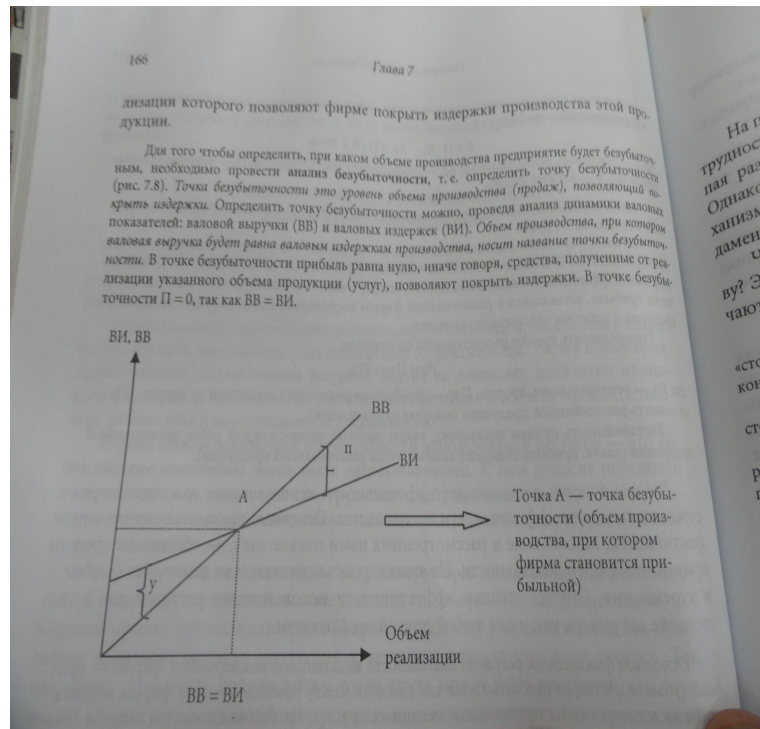 166
Глава 7
лизации которого позволяют фирме покрыть издержки производства этой про-
дукции.
Для того чтобы определить, при каком объеме производства предприятие будет безубыточ-
ным, необходимо провести анализ безубыточности, т. е. определить точку безубыточности
(рис. 7.8). Точка безубыточности это уровень объема производства (продаж), позволяющий по-
крыть издержки. Определить точку безубыточности можно, проведя анализ динамики валовых
показателей: валовой выручки (ВВ) и валовых издержек (ВИ). Объем производства, при котором
валовая выручка будет равна валовым издержкам производства, носит название точки безубыточ-
ности. В точке безубыточности прибыль равна нулю, иначе говоря, средства, полученные от реа-
лизации указанного объема продукции (услуг), позволяют покрыть издержки. В точке безубы-
точности П = 0, так как ВВ = ВИ.
ВИ, ВВ
ВВ
П
ВИ
А
У
Точка А — точка безубы-
точности (объем произ-
водства, при котором
фирма становится при-
быльной)
Объем
реализации
ВВ = ВИ
На п
труднос
пая раз
Однако
ханизм
дамен
Ч
ву? Э
чают
«сто
кон
ст
р